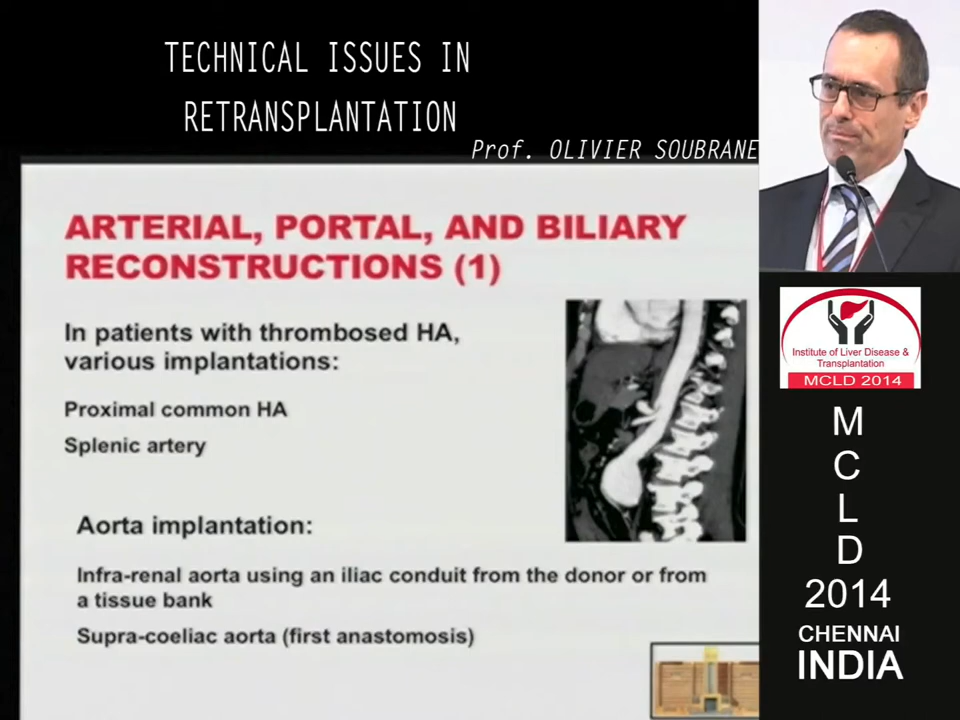 TECHNICAL ISSUES IN
RETRANSPLANTATION
Prof. OLIVIER SOUBRANE
ARTERIAL, PORTAL, AND BILIARY
RECONSTRUCTIONS (1)
In patients with thrombosed HA,
various implantations:
Proximal common HA
Splenic artery
Aorta implantation:
Infra-renal aorta using an iliac conduit from the donor or from
a tissue bank
Supra-coeliac aorta (first anastomosis)
Institute of Liver Disease &
Transplantation
MCLD 2014
M
C
L
D
2014
CHENNAI
INDIA